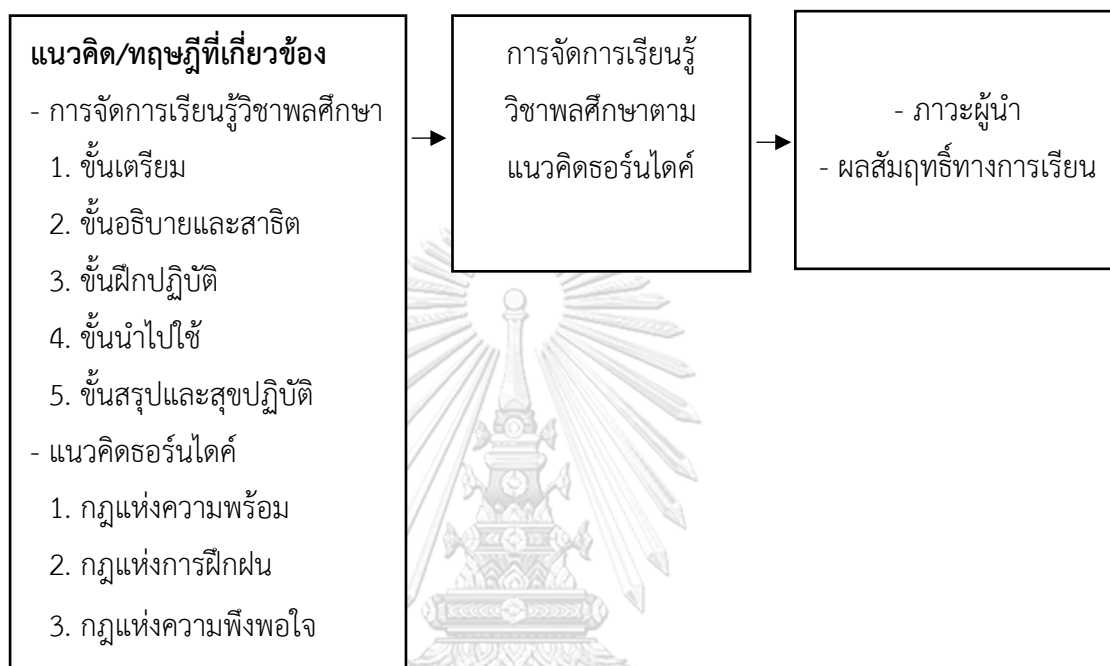 แนวคิด/ทฤษฎีที่เกี่ยวข้อง
- การจัดการเรียนรู้วิชาพลศึกษา
1. ขั้นเตรียม
2. ขั้นอธิบายและสาธิต
3. ขั้นฝึกปฏิบัติ
4. ขั้นนำไปใช้
5. ขั้นสรุปและสุขปฏิบัติ
- แนวคิดธอร์นไดค์
1. กฎแห่งความพร้อม
2. กฎแห่งการฝึกฝน
3. กฎแห่งความพึงพอใจ
การจัดการเรียนรู้
วิชาพลศึกษาตาม
แนวคิดธอร์นไดค์
- ภาวะผู้นำ
- ผลสัมฤทธิ์ทางการเรียน